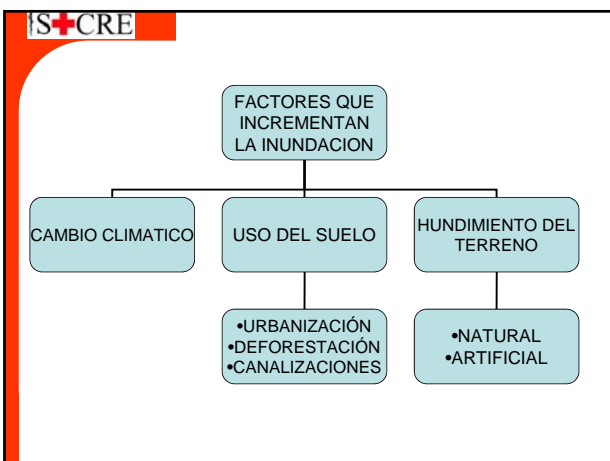 S+CRE
FACTORES QUE
INCREMENTAN
LA INUNDACION
CAMBIO CLIMATICO
USO DEL SUELO
HUNDIMIENTO DEL
TERRENO
•URBANIZACIÓN
•DEFORESTACIÓN
•CANALIZACIONES
•NATURAL
•ARTIFICIAL